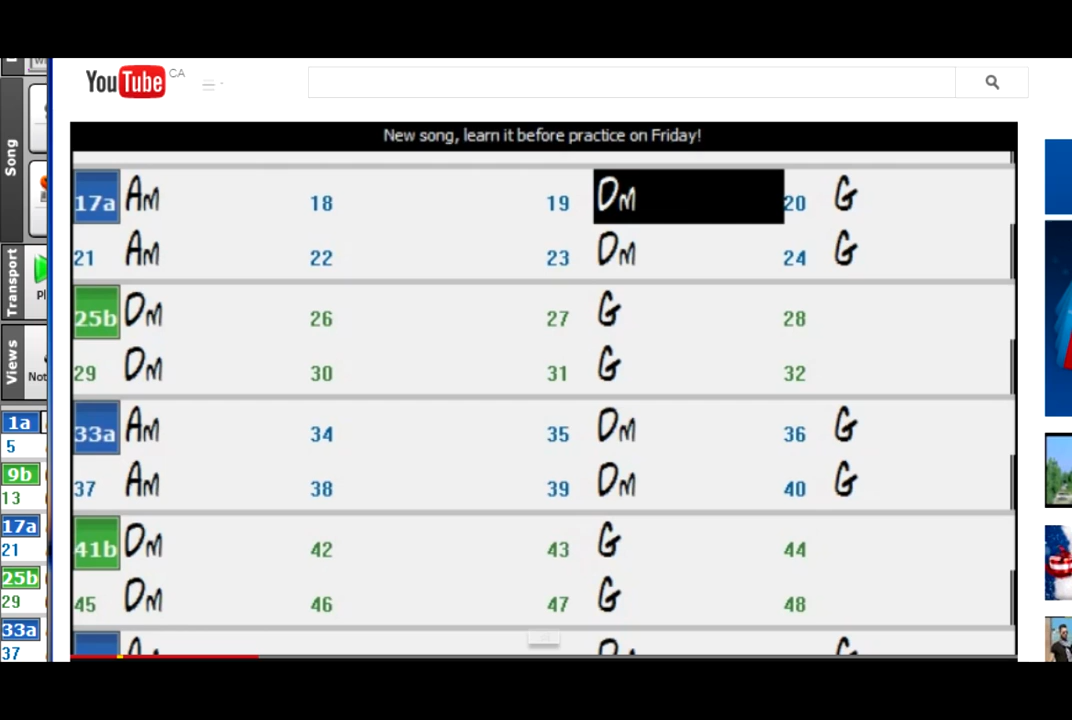 YouTube CA
New song, learn it before practice on Friday!
Song
Transport
Views
Pl
Not
17a Am 18 19 Dm 20 G
21 Am 22 23 Dm 24 G
25b Dm 26 27 G 28
29 Dm 30 31 G 32
33a Am 34 35 Dm 36 G
37 Am 38 39 Dm 40 G
41b Dm 42 43 G 44
45 Dm 46 47 G 48
1a
5
9b
13
17a
21
25b
29
33a
37